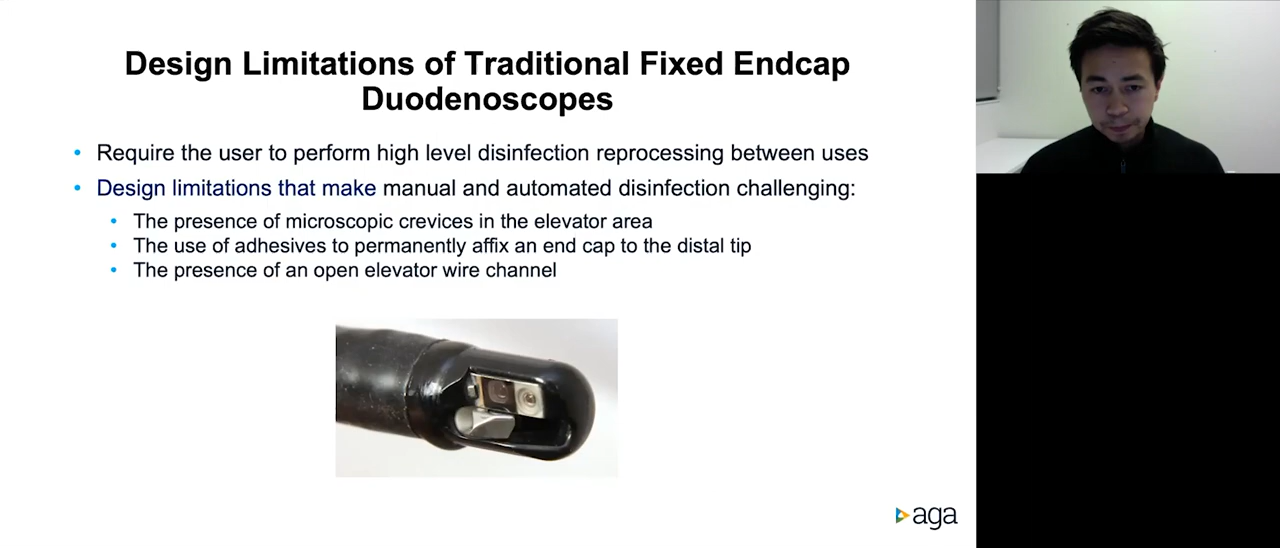 Design Limitations of Traditional Fixed Endcap
Duodenoscopes
• Require the user to perform high level disinfection reprocessing between uses
• Design limitations that make manual and automated disinfection challenging:
• The presence of microscopic crevices in the elevator area
• The use of adhesives to permanently affix an end cap to the distal tip
• The presence of an open elevator wire channel
aga